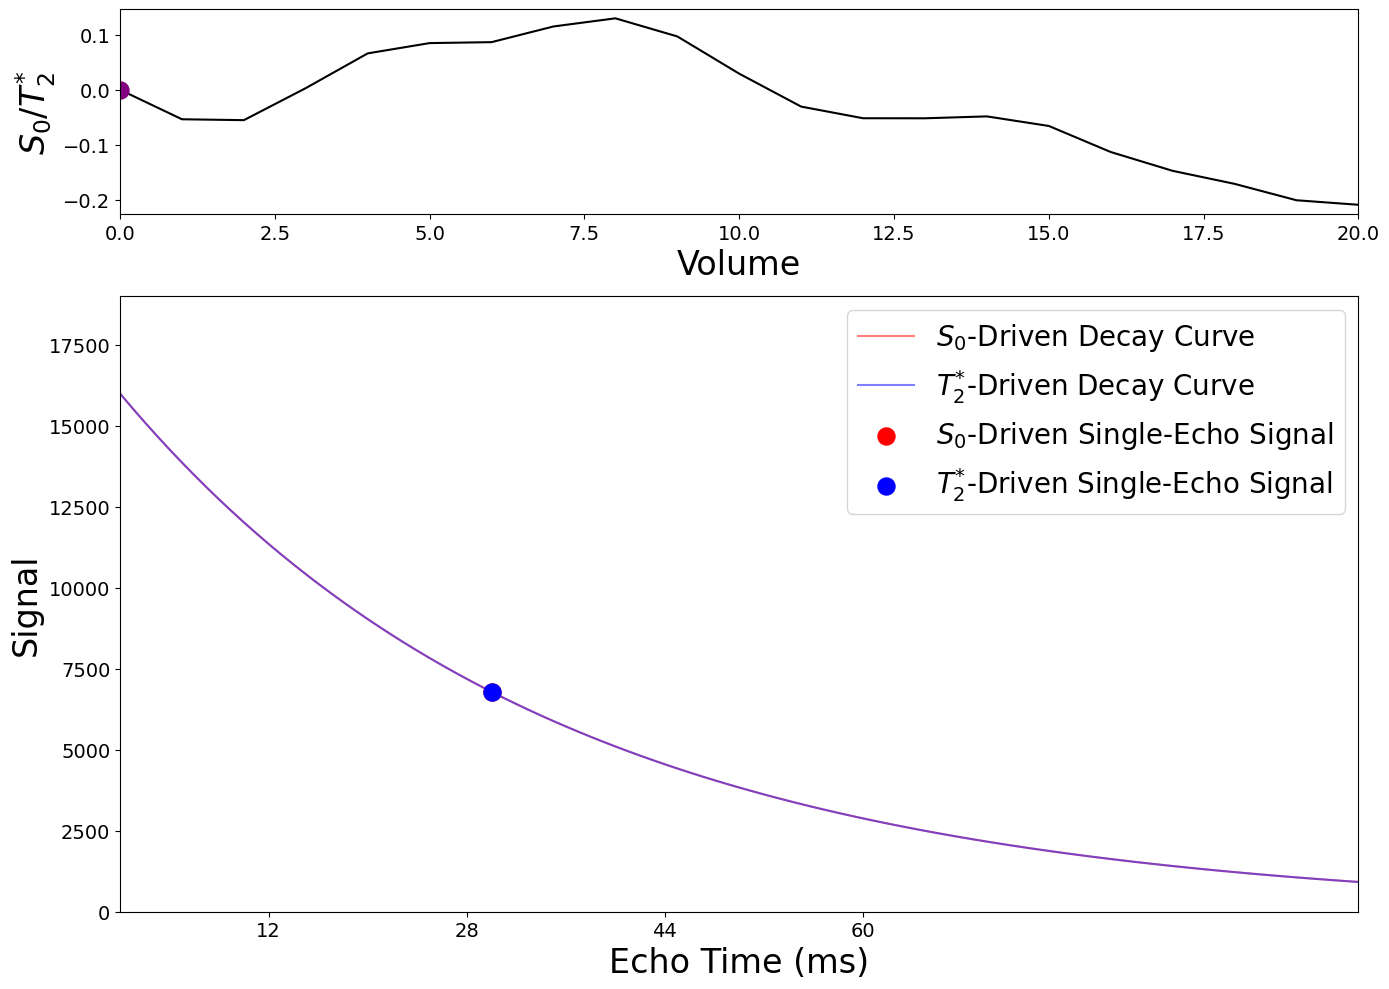 0.1
0.0
−0.1
−0.2
S₀/T₂*
0.0 2.5 5.0 7.5 10.0 12.5 15.0 17.5 20.0
Volume
S₀-Driven Decay Curve
T₂*-Driven Decay Curve
S₀-Driven Single-Echo Signal
T₂*-Driven Single-Echo Signal
17500
15000
12500
10000
7500
5000
2500
0
Signal
12 28 44 60
Echo Time (ms)